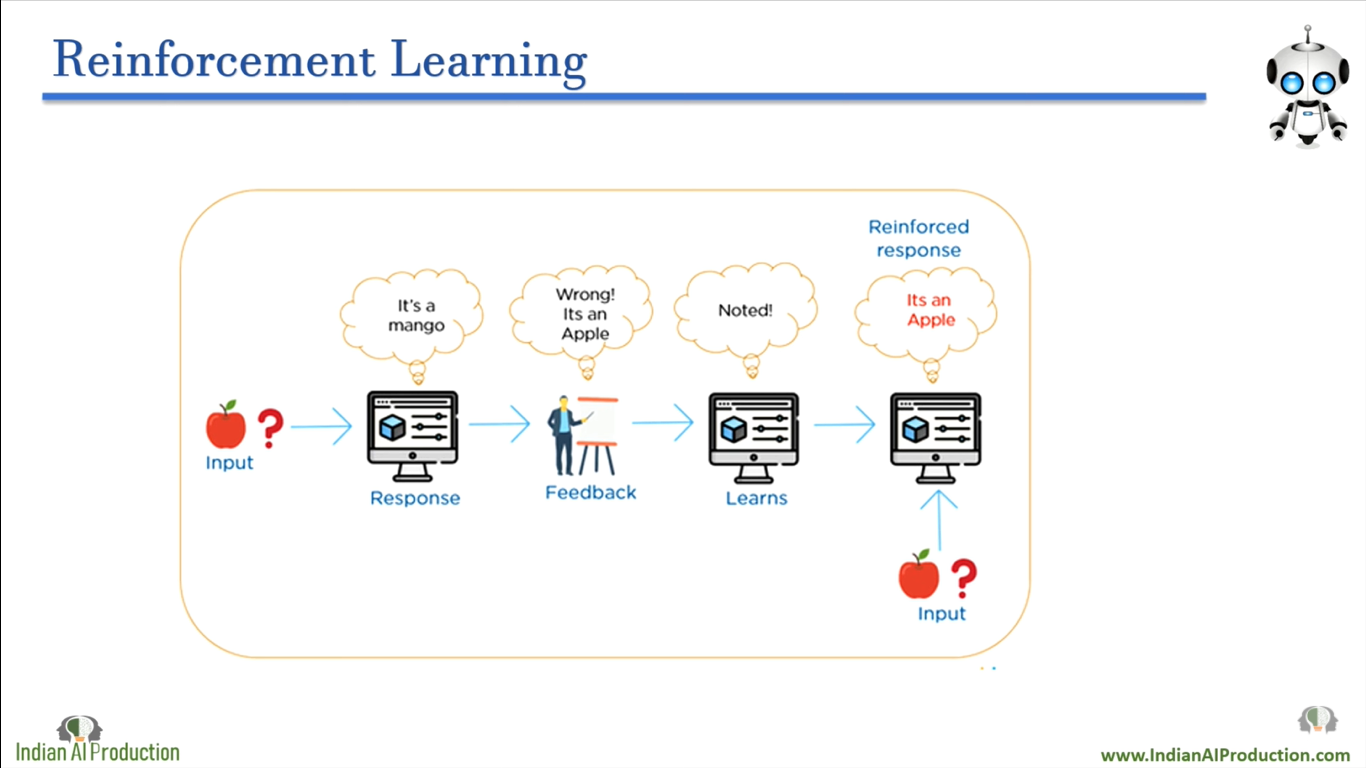 Reinforcement Learning
Reinforced
response
It's a
mango
Wrong!
Its an
Apple
Noted!
Its an
Apple
?
Input
Response
Feedback
Learns
?
Input
Indian AI Production
www.IndianAIProduction.com